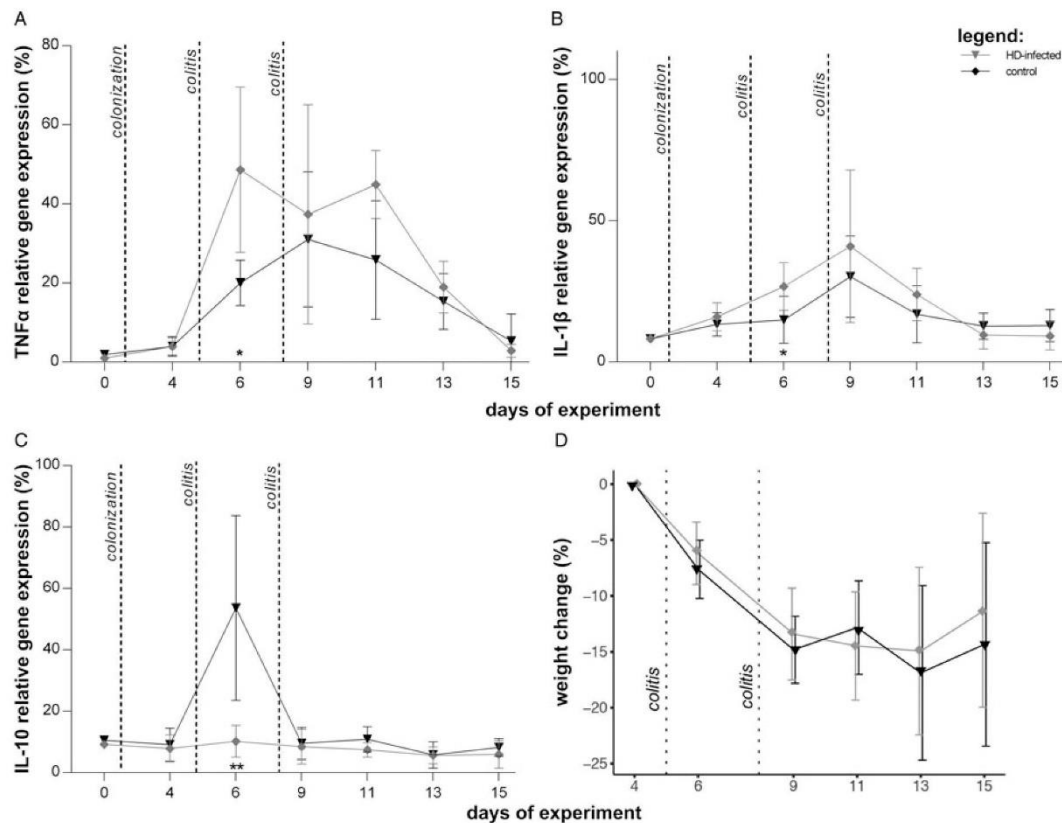 A
TNFα relative gene expression (%)
80
60
40
20
0
colonization
colitis
colitis
*
0 4 6 9 11 13 15
B
legend:
HD-infected
control
IL-1β relative gene expression (%)
100
50
0
colonization
colitis
colitis
*
0 4 6 9 11 13 15
days of experiment
C
IL-10 relative gene expression (%)
100
80
60
40
20
0
colonization
colitis
colitis
**
0 4 6 9 11 13 15
D
weight change (%)
0
−5
−10
−15
−20
−25
colitis
colitis
4 6 9 11 13 15
days of experiment